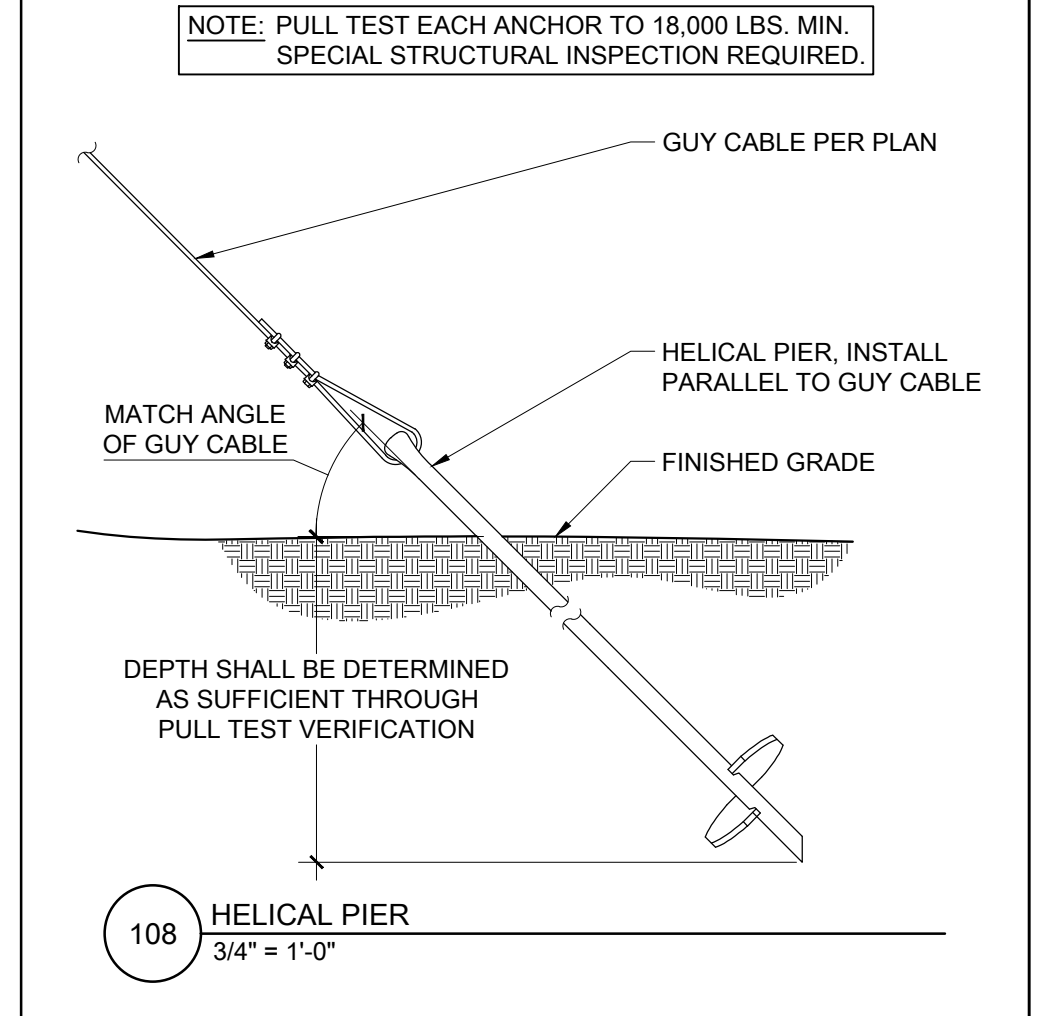 NOTE: PULL TEST EACH ANCHOR TO 18,000 LBS. MIN.
SPECIAL STRUCTURAL INSPECTION REQUIRED.
GUY CABLE PER PLAN
HELICAL PIER, INSTALL
PARALLEL TO GUY CABLE
MATCH ANGLE
OF GUY CABLE
FINISHED GRADE
DEPTH SHALL BE DETERMINED
AS SUFFICIENT THROUGH
PULL TEST VERIFICATION
108
HELICAL PIER
3/4" = 1'-0"